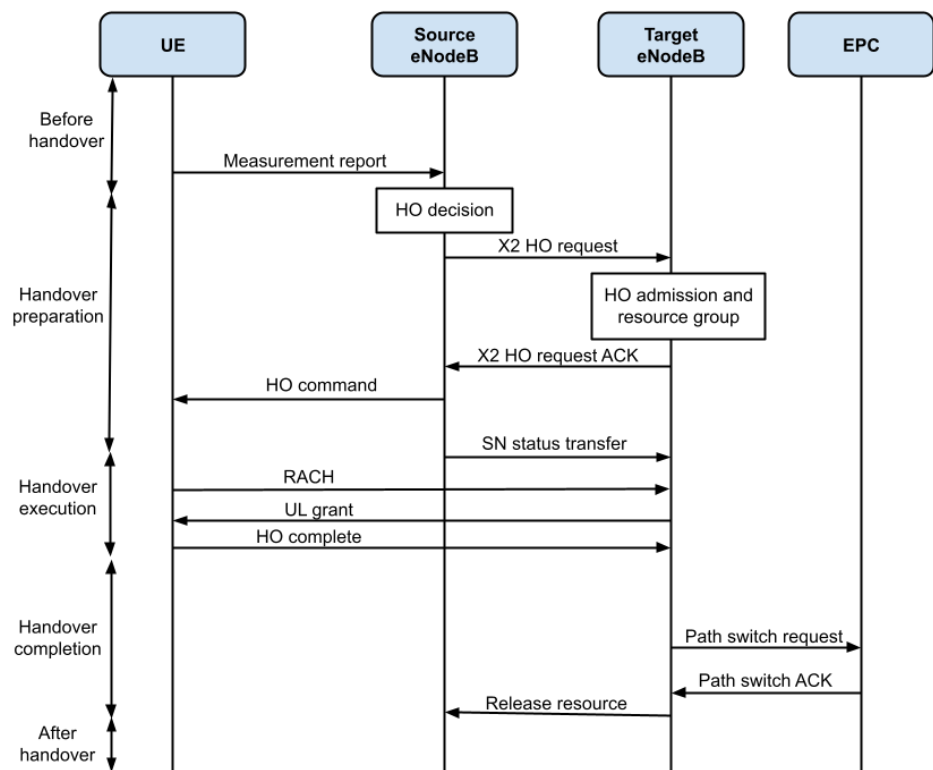 UE
Source
eNodeB
Target
eNodeB
EPC
Before
handover
Measurement report
HO decision
X2 HO request
Handover
preparation
HO admission and
resource group
X2 HO request ACK
HO command
SN status transfer
RACH
Handover
execution
UL grant
HO complete
Handover
completion
Path switch request
Path switch ACK
Release resource
After
handover